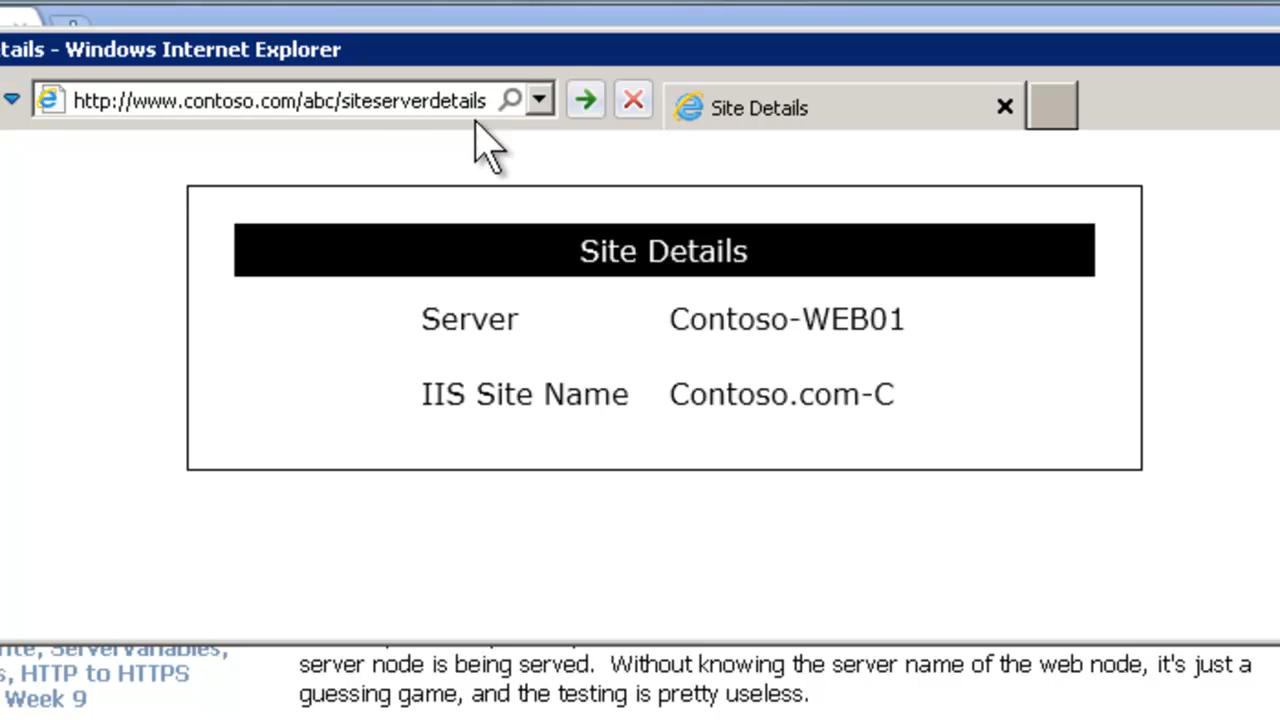 tails - Windows Internet Explorer
http://www.contoso.com/abc/siteserverdetails
Site Details
Site Details
Server Contoso-WEB01
IIS Site Name Contoso.com-C
ServerVariables,
s, HTTP to HTTPS
Week 9
server node is being served. Without knowing the server name of the web node, it's just a
guessing game, and the testing is pretty useless.